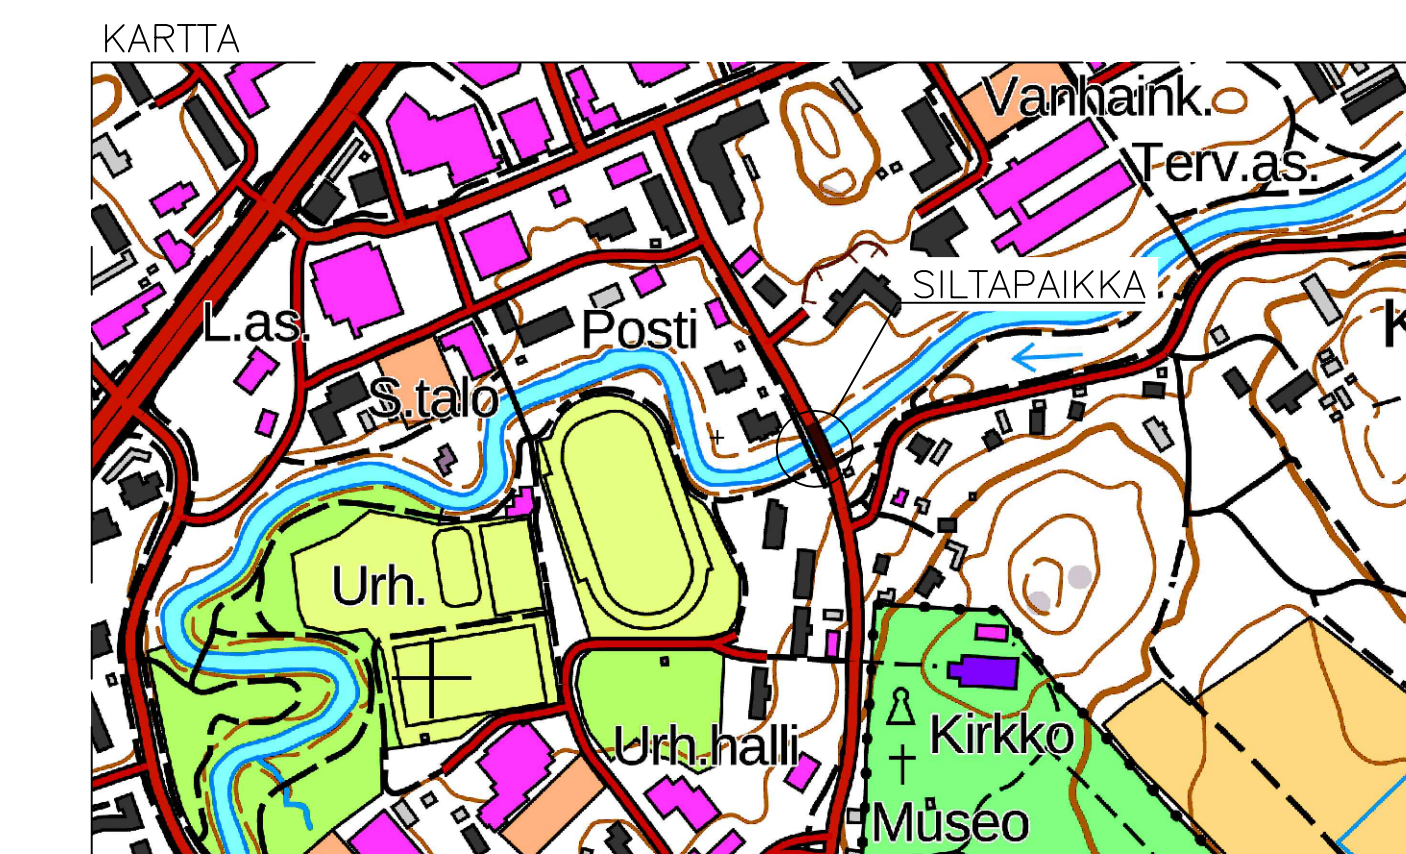 KARTTA
Vanhaink.
Terv.as.
SILTAPAIKKA
L.as.
Posti
K
S.talo
Urh.
Urh.halli
Kirkko
Museo